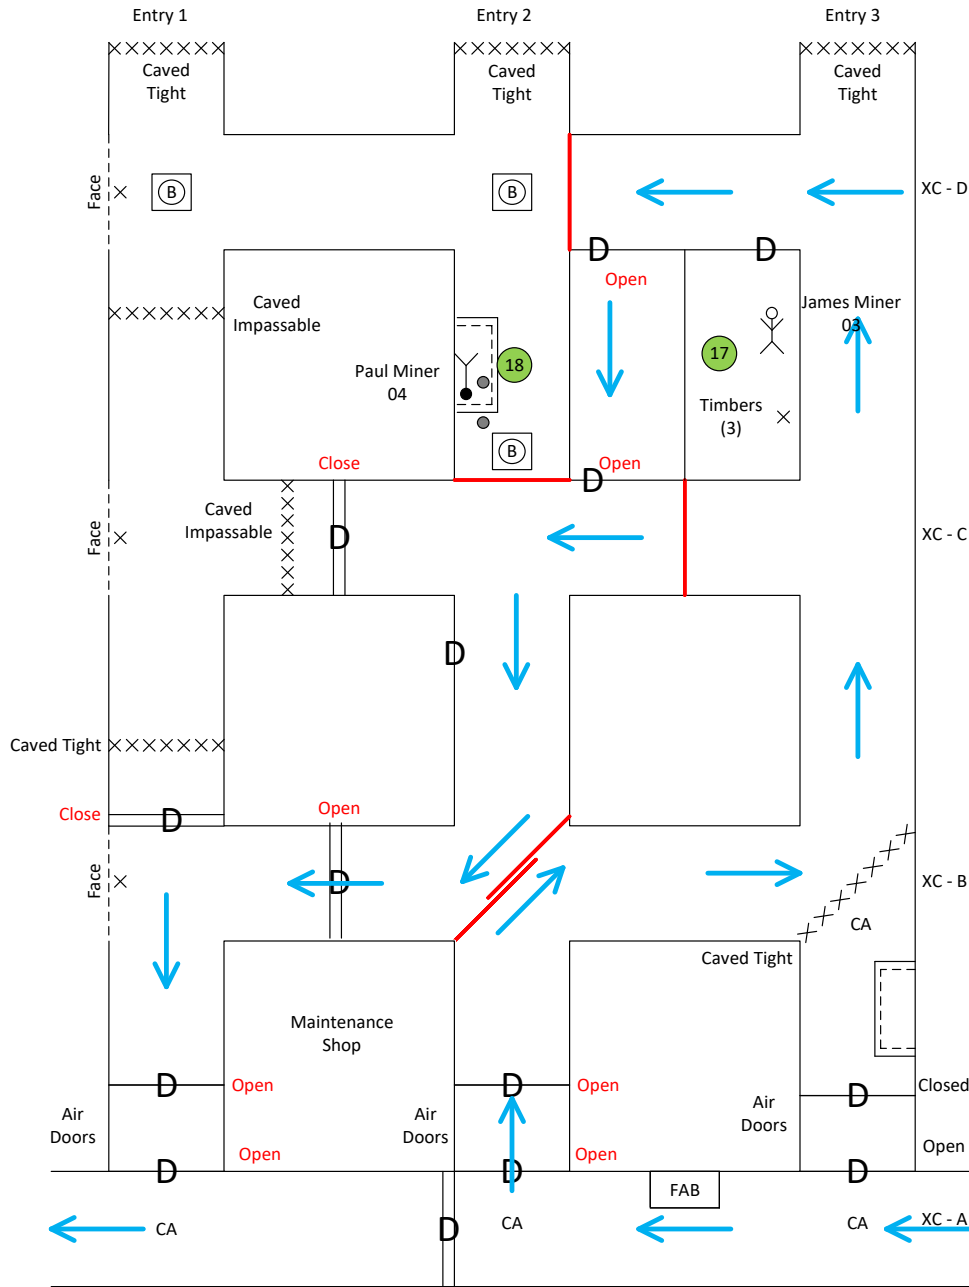 Entry 1
Entry 2
Entry 3
Caved
Tight
Caved
Tight
Caved
Tight
Face
B
B
XC - D
D
D
Open
Caved
Impassable
James Miner
03
Paul Miner
04
18
17
Timbers
(3)
B
Close
Open
D
Caved
Impassable
Face
D
XC - C
D
Caved Tight
Close
D
Open
Face
D
XC - B
CA
Caved Tight
Maintenance
Shop
D
Open
D
Open
D
Closed
Air
Doors
Air
Doors
Air
Doors
Open
Open
Open
D
D
D
FAB
CA
D
CA
CA
XC - A